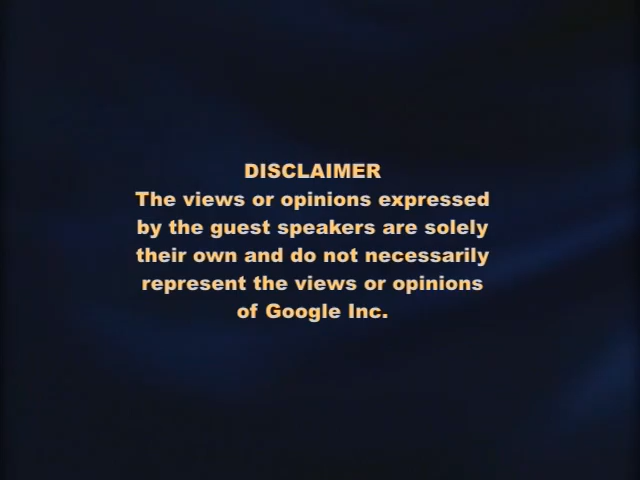 DISCLAIMER
The views or opinions expressed
by the guest speakers are solely
their own and do not necessarily
represent the views or opinions
of Google Inc.